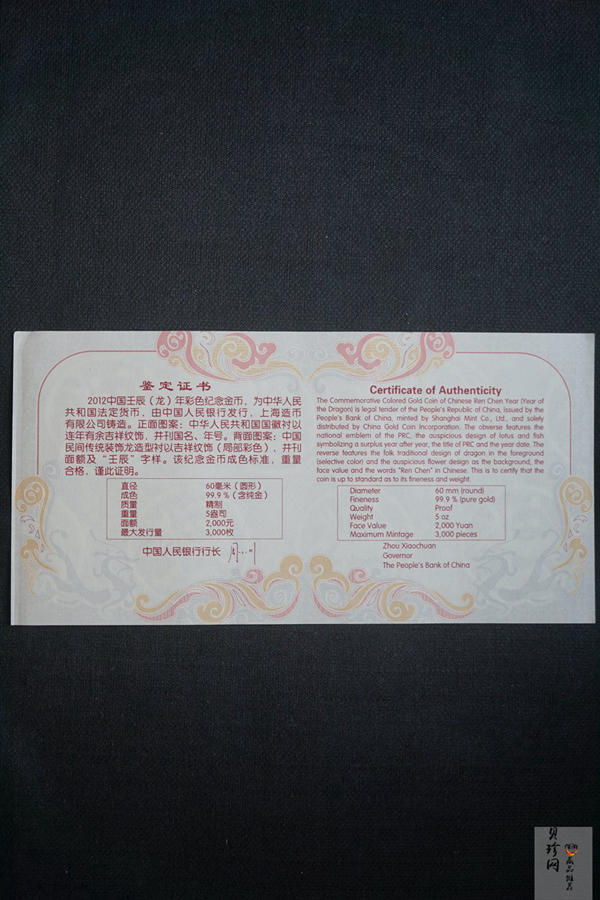 鉴定证书
2012中国壬辰（龙）年彩色纪念金币，为中华人民
共和国法定货币，由中国人民银行发行，上海造币
有限公司铸造。正面图案：中华人民共和国国徽衬以
连年有余吉祥纹饰，并刊国名、年号。背面图案：中国
民间传统装饰龙造型衬以吉祥纹饰（局部彩色），并刊
面额及“壬辰”字样。该纪念金币成色标准，重量
合格，谨此证明。
直径 60毫米（圆形）
成色 99.9％（含纯金）
质量 精制
重量 5盎司
面额 2,000元
最大发行量 3,000枚
中国人民银行行长
Certificate of Authenticity
The Commemorative Colored Gold Coin of Chinese Ren Chen Year (Year of
the Dragon) is legal tender of the People's Republic of China, issued by the
People's Bank of China, minted by Shanghai Mint Co., Ltd., and solely
distributed by China Gold Coin Incorporation. The obverse features the
national emblem of the PRC, the auspicious design of lotus and fish
symbolizing a surplus year after year, the title of PRC and the year date. The
reverse features the folk traditional design of dragon in the foreground
(selective color) and the auspicious flower design as the background, the
face value and the words "Ren Chen" in Chinese. This is to certify that the
coin is up to standard as to its fineness and weight.
Diameter 60 mm (round)
Fineness 99.9 % (pure gold)
Quality Proof
Weight 5 oz
Face Value 2,000 Yuan
Maximum Mintage 3,000 pieces
Zhou Xiaochuan
Governor
The People's Bank of China
贝珍网